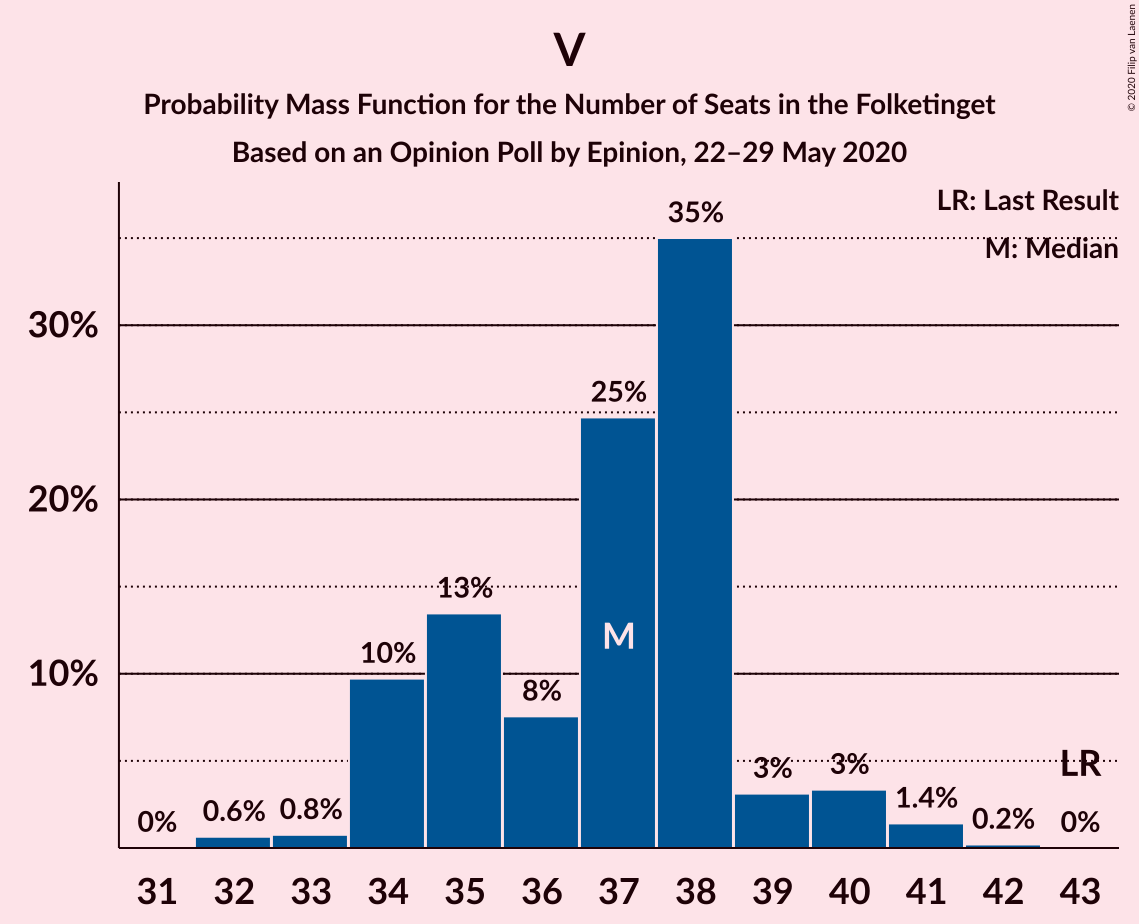 V
Probability Mass Function for the Number of Seats in the Folketinget
Based on an Opinion Poll by Epinion, 22–29 May 2020
© 2020 Filip van Laenen
LR: Last Result
M: Median
35%
30%
25%
20%
13%
M
10%
10%
8%
LR
3%
3%
1.4%
0%
0.6%
0.8%
0.2%
0%
31 32 33 34 35 36 37 38 39 40 41 42 43